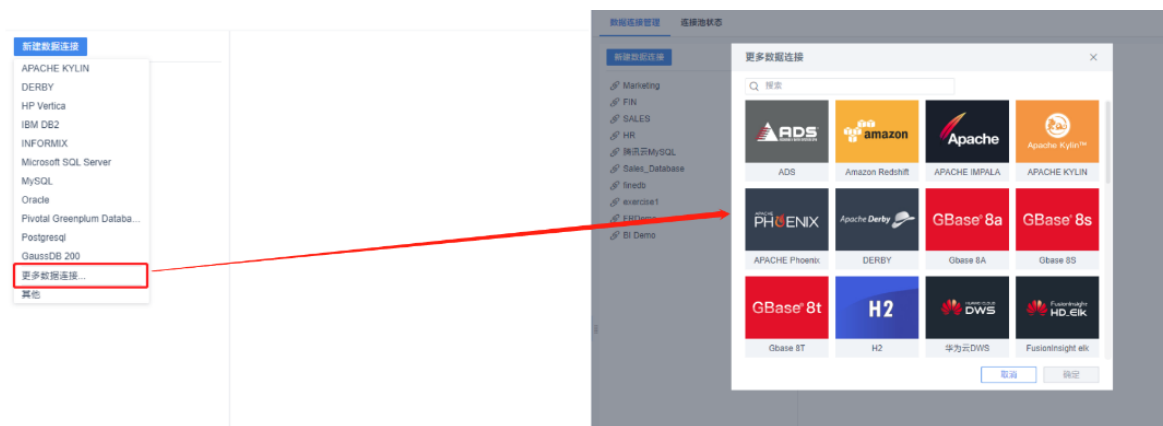 新建数据连接
APACHE KYLIN
DERBY
HP Vertica
IBM DB2
INFORMIX
Microsoft SQL Server
MySQL
Oracle
Pivotal Greenplum Databa...
Postgresql
GaussDB 200
更多数据连接...
其他
数据连接管理 连接池状态
新建数据连接
Marketing
FIN
SALES
HR
腾讯云MySQL
Sales_Database
finedb
exercise1
ERDemo
BI Demo
更多数据连接
搜索
ADS amazon Apache Apache Kylin™
ADS Amazon Redshift APACHE IMPALA APACHE KYLIN
APACHE PHOENIX Apache Derby GBase® 8a GBase® 8s
APACHE Phoenix DERBY Gbase 8A Gbase 8S
GBase® 8t H2 HUAWEI CLOUD DWS FusionInsight HD_Elk
Gbase 8T H2 华为云DWS FusionInsight elk
取消 确定